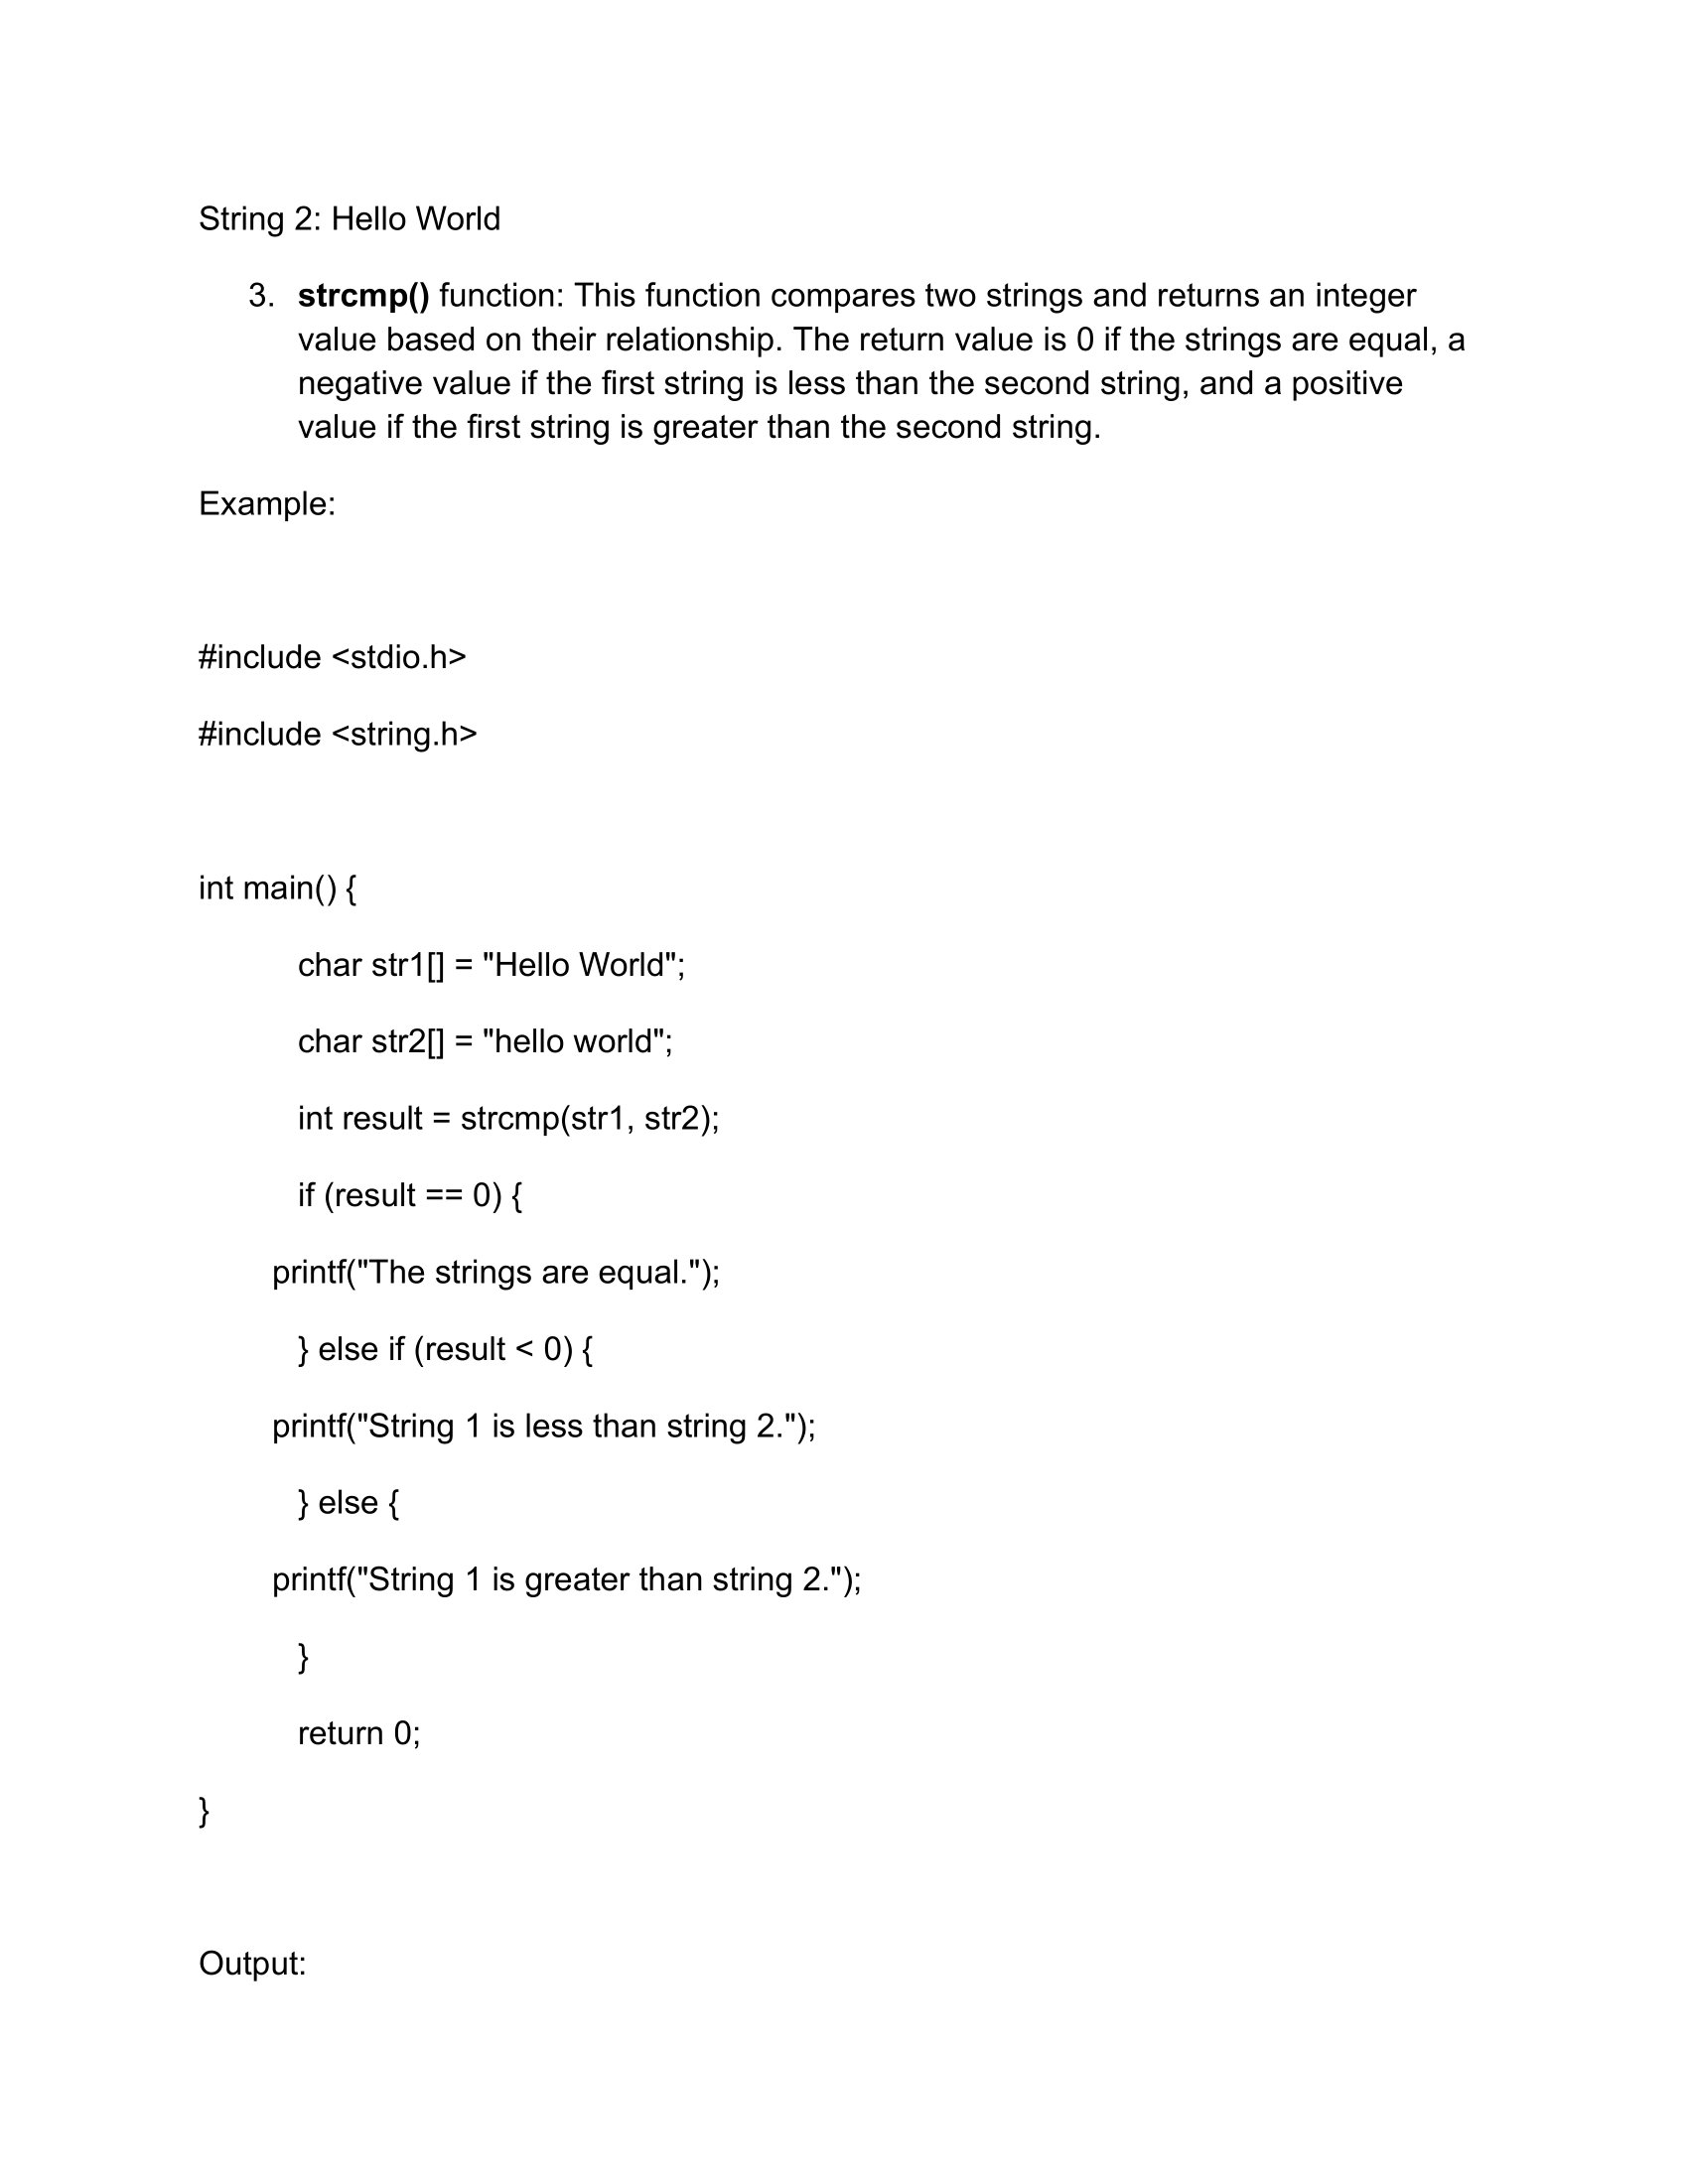 String 2: Hello World
3. strcmp() function: This function compares two strings and returns an integer
value based on their relationship. The return value is 0 if the strings are equal, a
negative value if the first string is less than the second string, and a positive
value if the first string is greater than the second string.
Example:
#include <stdio.h>
#include <string.h>
int main() {
char str1[] = "Hello World";
char str2[] = "hello world";
int result = strcmp(str1, str2);
if (result == 0) {
printf("The strings are equal.");
} else if (result < 0) {
printf("String 1 is less than string 2.");
} else {
printf("String 1 is greater than string 2.");
}
return 0;
}
Output: